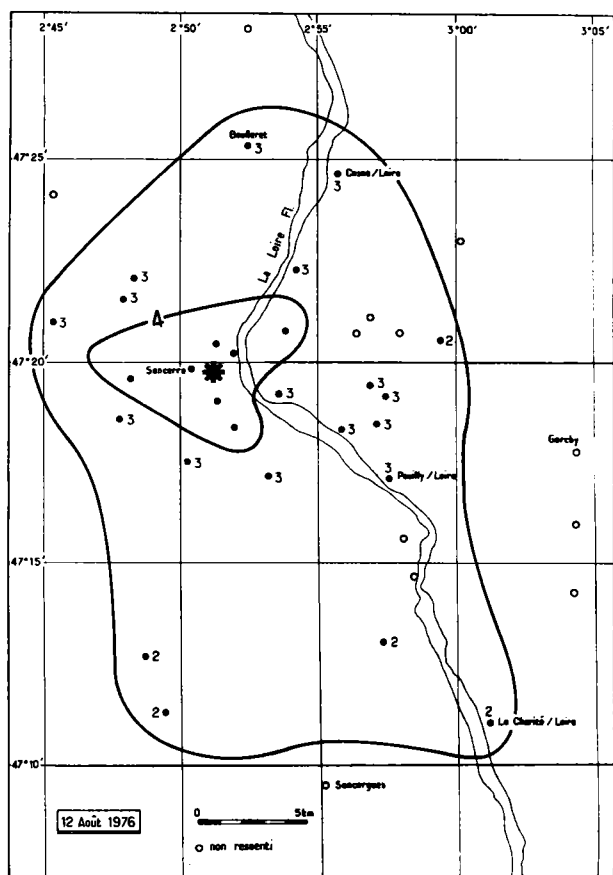 2°45' 2°50' 2°55' 3°00' 3°05'
Boulleret
3
47°25'
Cosne/Loire
3
La Loire Fl.
3
3
3
3
4
2
47°20'
Sancerre
3
3
3
3
3
3
Garchy
3
3
3
Pouilly/Loire
47°15'
2
2
2
2
La Charité/Loire
47°10'
Sancergues
12 Août 1976
0 5km
non ressenti